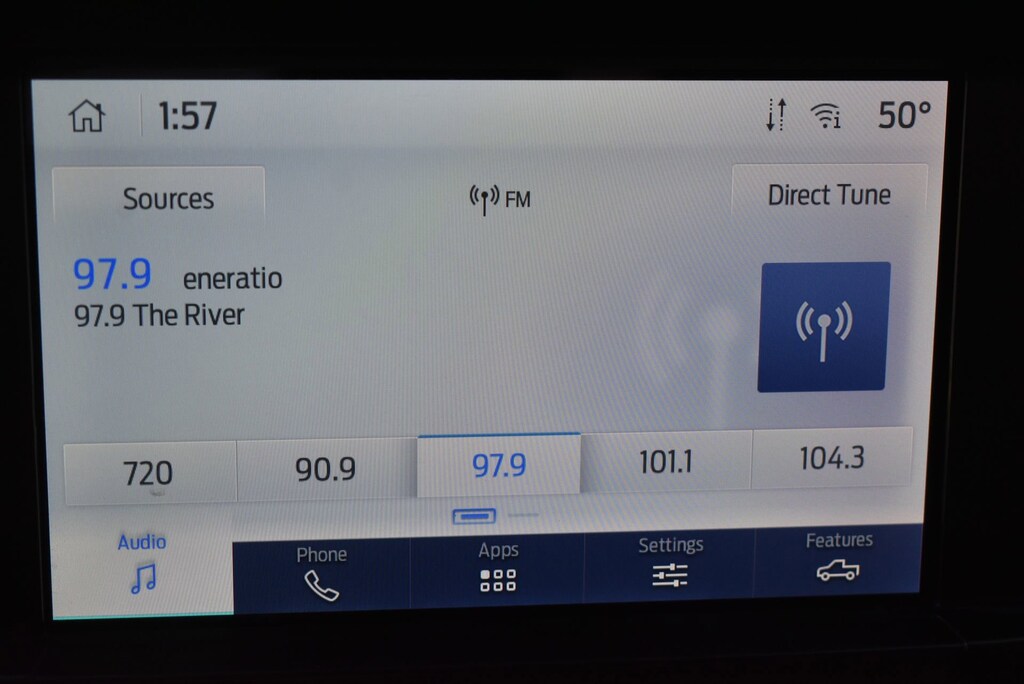 1:57 50°
Sources FM Direct Tune
97.9 eneratio
97.9 The River
720 90.9 97.9 101.1 104.3
Audio Phone Apps Settings Features